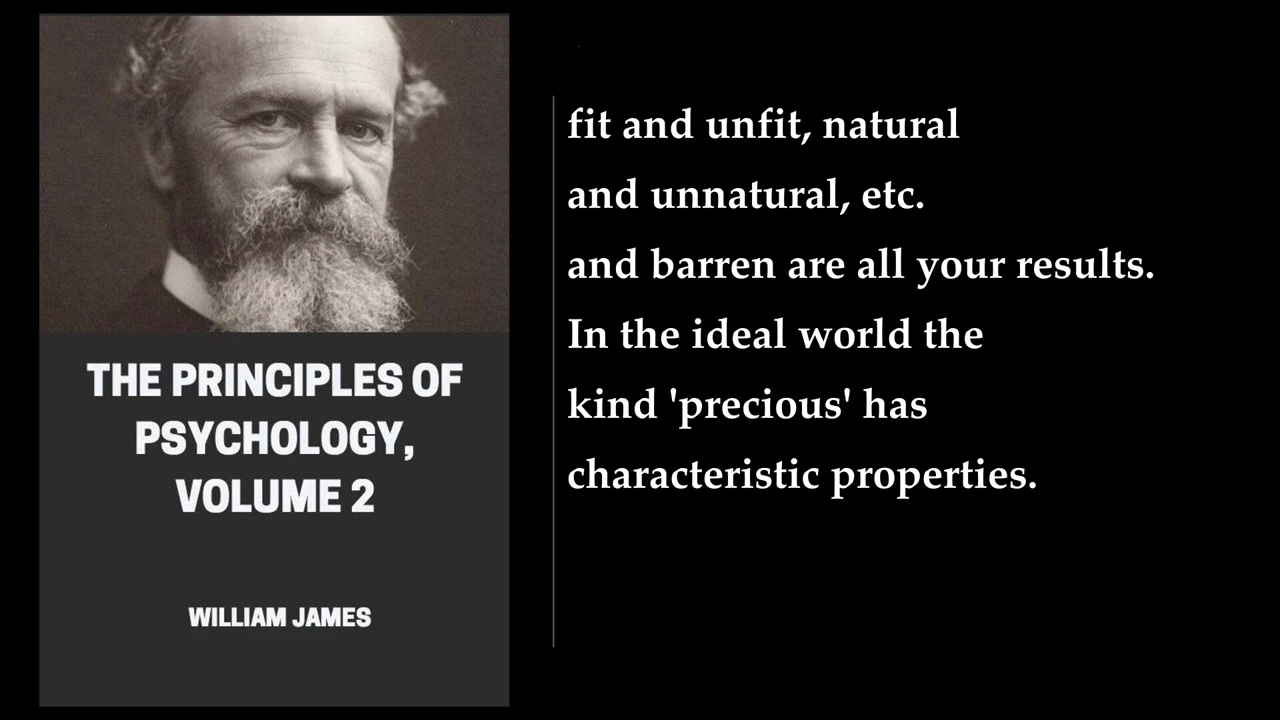 THE PRINCIPLES OF
PSYCHOLOGY,
VOLUME 2
WILLIAM JAMES
fit and unfit, natural
and unnatural, etc.
and barren are all your results.
In the ideal world the
kind 'precious' has
characteristic properties.